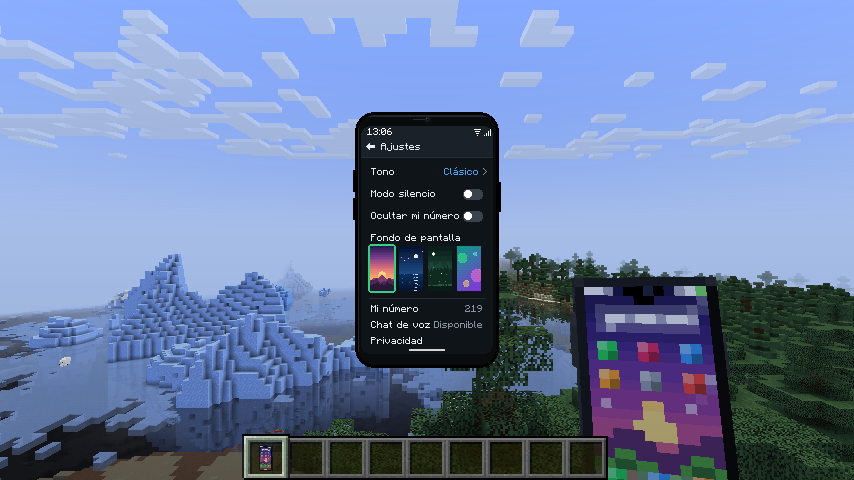 13:06
Ajustes
Tono Clásico
Modo silencio
Ocultar mi número
Fondo de pantalla
Mi número 219
Chat de voz Disponible
Privacidad